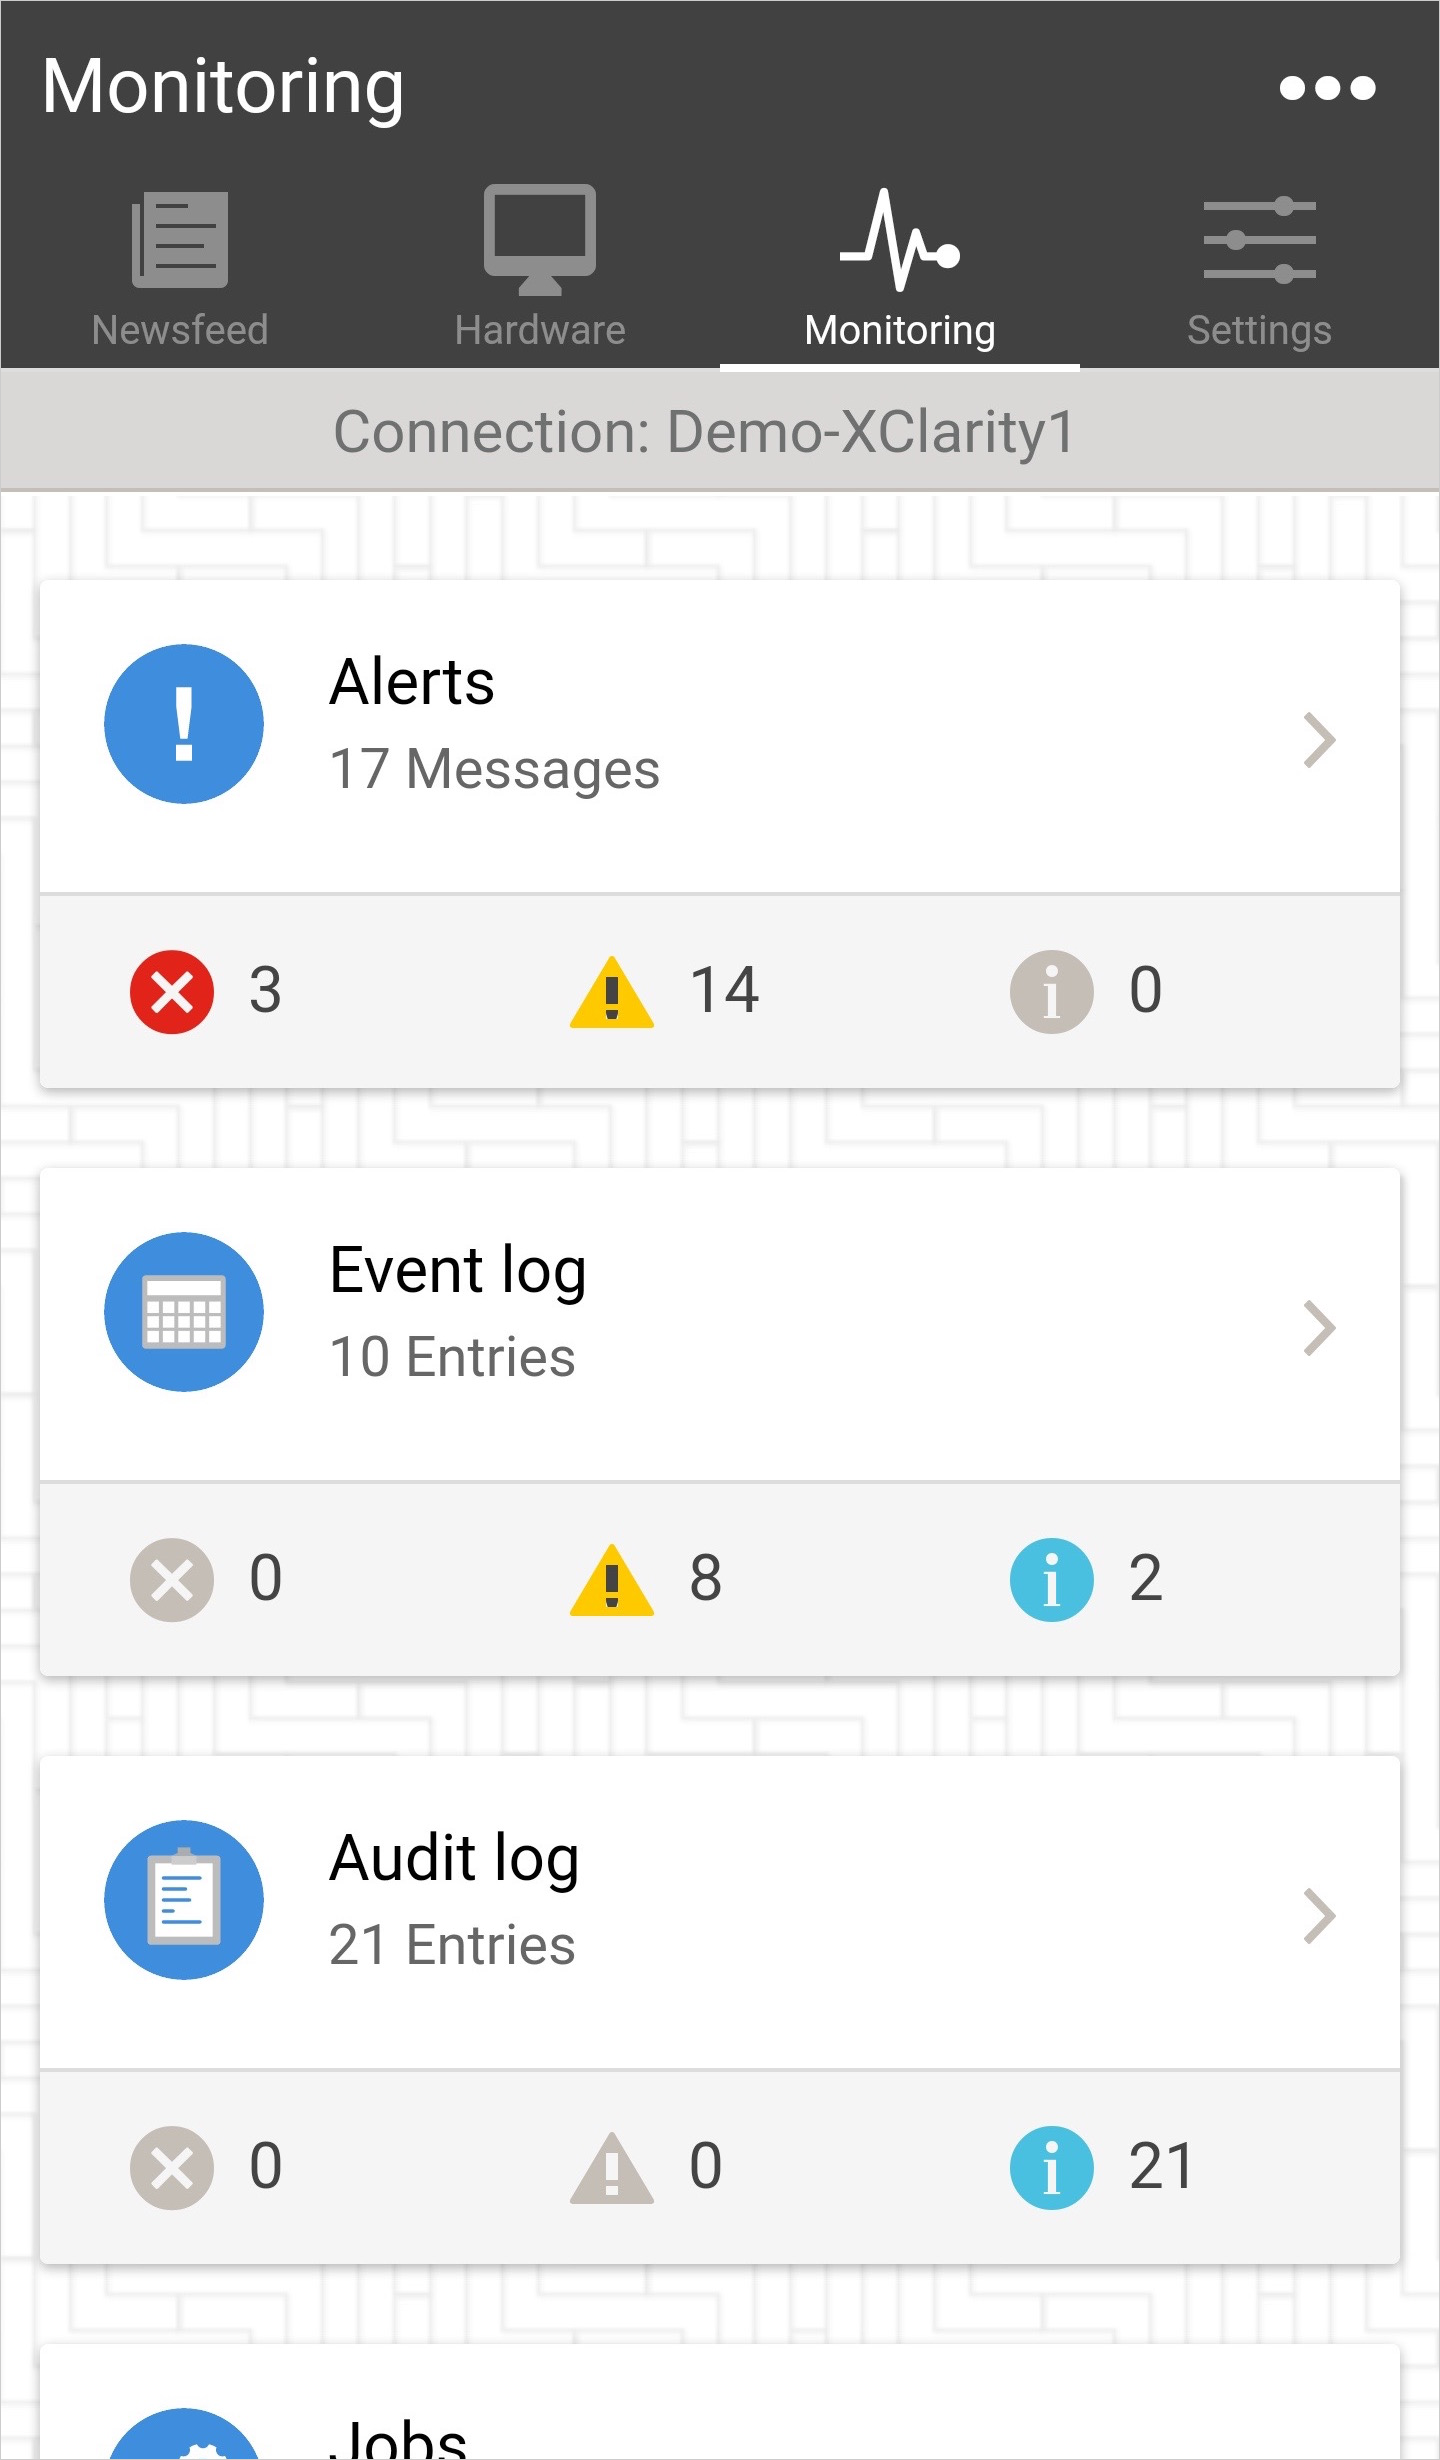 Monitoring
Newsfeed Hardware Monitoring Settings
Connection: Demo-XClarity1
Alerts
17 Messages
3 14 0
Event log
10 Entries
0 8 2
Audit log
21 Entries
0 0 21
Jobs